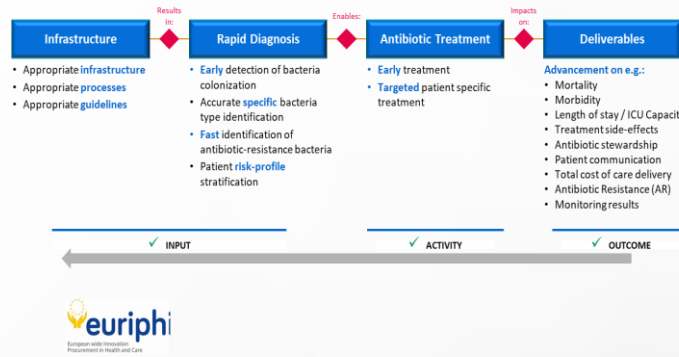 Results
in:
Enables:
Impacts
on:
Infrastructure
Rapid Diagnosis
Antibiotic Treatment
Deliverables
• Appropriate infrastructure
• Appropriate processes
• Appropriate guidelines
• Early detection of bacteria
colonization
• Accurate specific bacteria
type identification
• Fast identification of
antibiotic-resistance bacteria
• Patient risk-profile
stratification
• Early treatment
• Targeted patient specific
treatment
Advancement on e.g.:
• Mortality
• Morbidity
• Length of stay / ICU Capacit
• Treatment side-effects
• Antibiotic stewardship
• Patient communication
• Total cost of care delivery
• Antibiotic Resistance (AR)
• Monitoring results
✓ INPUT
✓ ACTIVITY
✓ OUTCOME
euriphi
European wide Innovation
Procurement in Health and Care